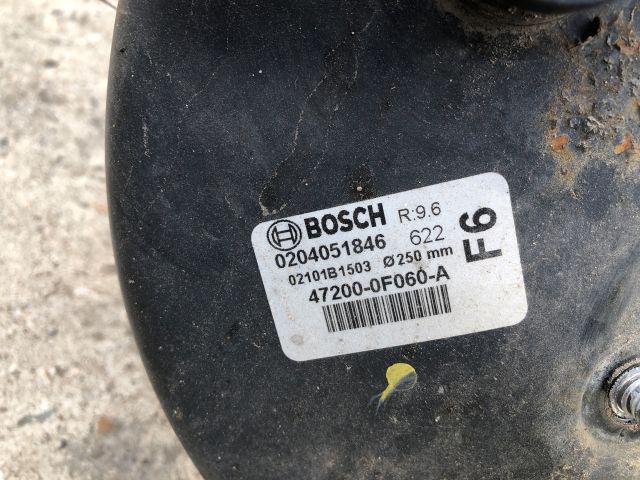 BOSCH R:9.6
0204051846 622
02101B1503 Ø250 mm
47200-0F060-A
F6